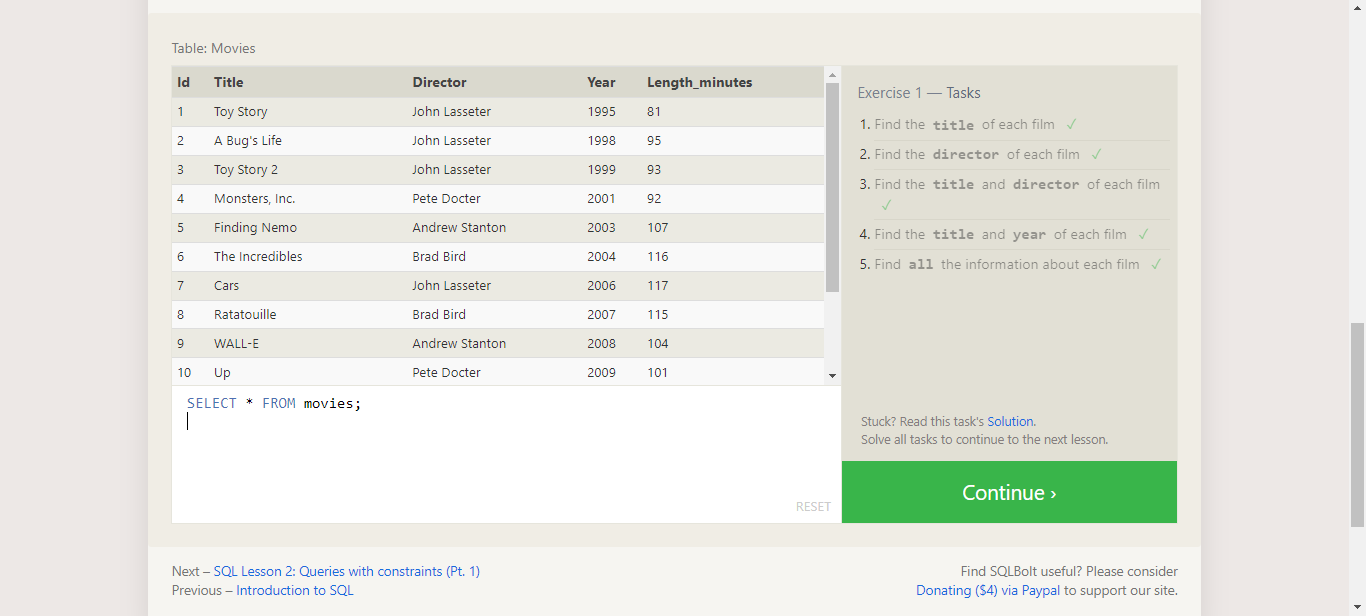 Table: Movies
Id Title Director Year Length_minutes
1 Toy Story John Lasseter 1995 81
2 A Bug's Life John Lasseter 1998 95
3 Toy Story 2 John Lasseter 1999 93
4 Monsters, Inc. Pete Docter 2001 92
5 Finding Nemo Andrew Stanton 2003 107
6 The Incredibles Brad Bird 2004 116
7 Cars John Lasseter 2006 117
8 Ratatouille Brad Bird 2007 115
9 WALL-E Andrew Stanton 2008 104
10 Up Pete Docter 2009 101
SELECT * FROM movies;
RESET
Exercise 1 — Tasks
1. Find the title of each film ✓
2. Find the director of each film ✓
3. Find the title and director of each film
✓
4. Find the title and year of each film ✓
5. Find all the information about each film ✓
Stuck? Read this task's Solution.
Solve all tasks to continue to the next lesson.
Continue ›
Next – SQL Lesson 2: Queries with constraints (Pt. 1)
Previous – Introduction to SQL
Find SQLBolt useful? Please consider
Donating ($4) via Paypal to support our site.